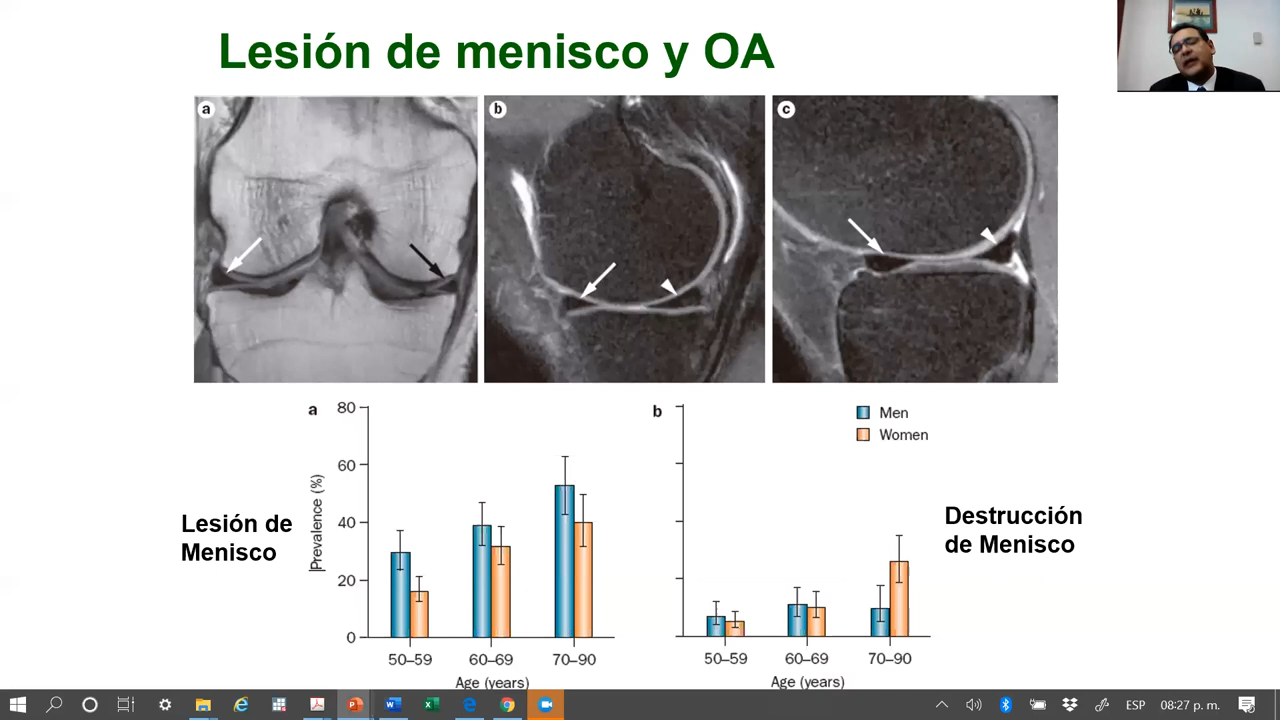 Lesión de menisco y OA
a
b
c
a
80
60
40
20
0
Prevalence (%)
50–59
60–69
70–90
Age (years)
Lesión de
Menisco
b
Men
Women
50–59
60–69
70–90
Age (years)
Destrucción
de Menisco
ESP
08:27 p. m.